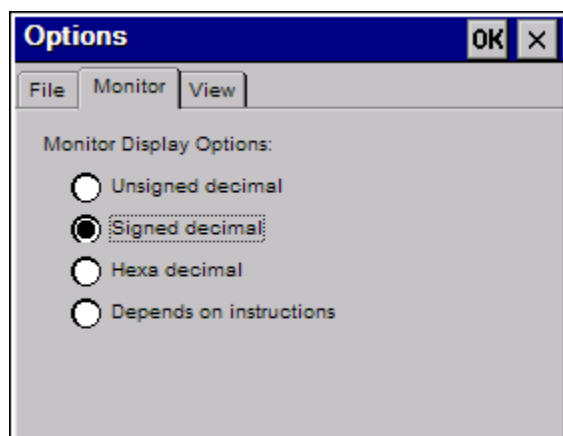 Options OK ×
File Monitor View
Monitor Display Options:
Unsigned decimal
Signed decimal
Hexa decimal
Depends on instructions